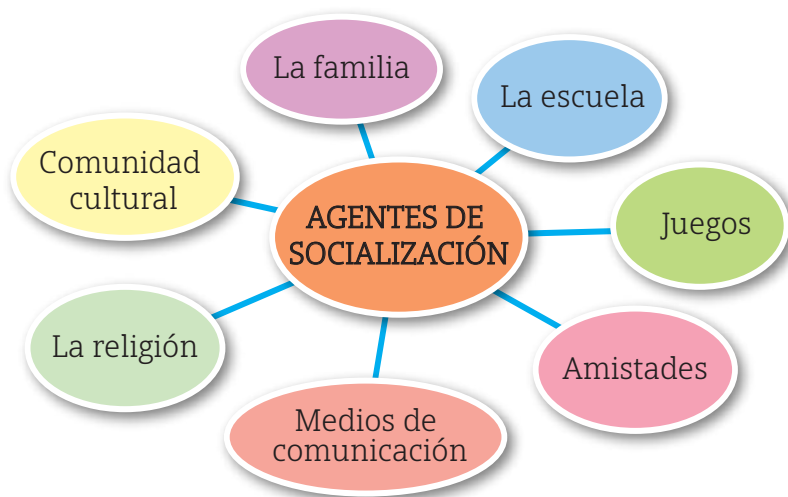 La familia
La escuela
Comunidad
cultural
AGENTES DE
SOCIALIZACIÓN
Juegos
La religión
Amistades
Medios de
comunicación